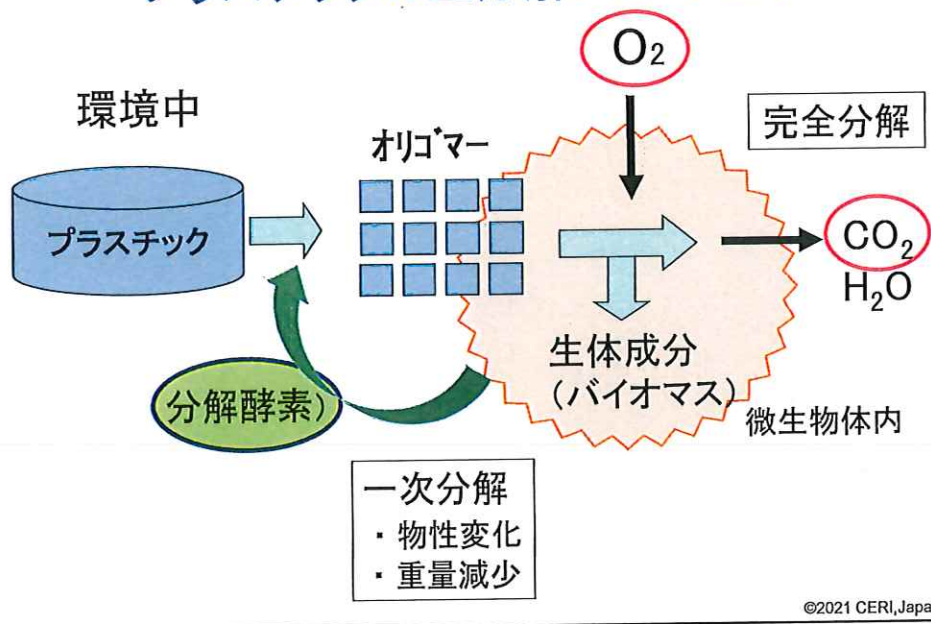 O₂
環境中
完全分解
オリゴマー
プラスチック
CO₂
H₂O
生体成分
(バイオマス)
分解酵素)
微生物体内
一次分解
・物性変化
・重量減少
©2021 CERI,Japa